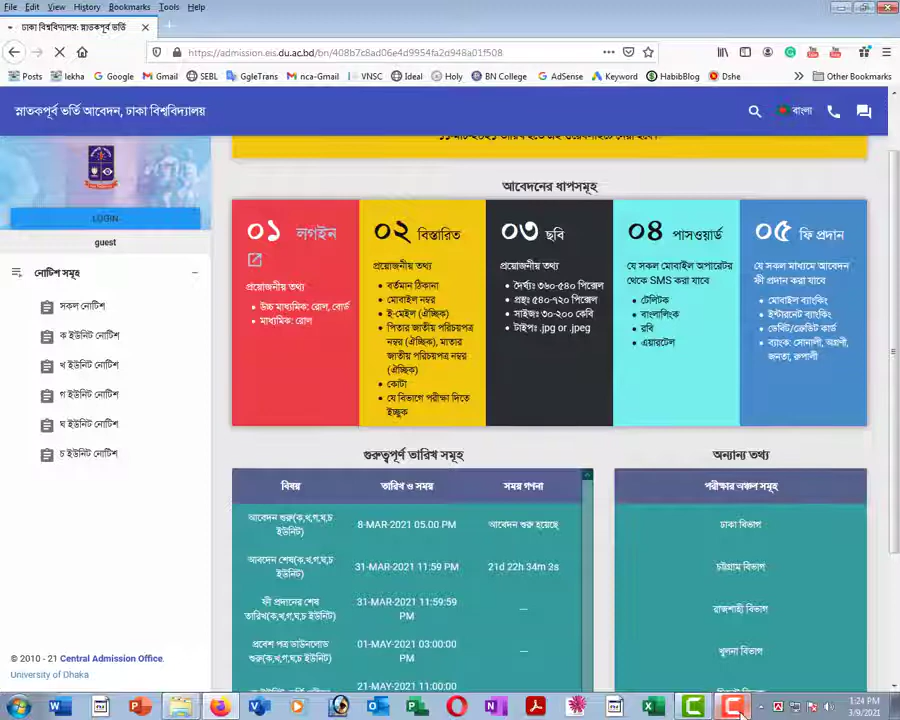 File Edit View History Bookmarks Tools Help
ঢাকা বিশ্ববিদ্যালয়: স্নাতকপূর্ব ভর্তি
https://admission.eis.du.ac.bd/bn/408b7c8ad06e4d9954fa2d948a01f508
Posts lekha Google Gmail SEBL GgleTrans nca-Gmail VNSC Ideal Holy BN College AdSense Keyword HabibBlog Dshe Other Bookmarks
স্নাতকপূর্ব ভর্তি আবেদন, ঢাকা বিশ্ববিদ্যালয়
বাংলা
LOGIN
guest
নোটিশ সমূহ
সকল নোটিশ
ক ইউনিট নোটিশ
খ ইউনিট নোটিশ
গ ইউনিট নোটিশ
ঘ ইউনিট নোটিশ
চ ইউনিট নোটিশ
© 2010 - 21 Central Admission Office.
University of Dhaka
আবেদনের ধাপসমূহ
০১ লগইন
প্রয়োজনীয় তথ্য
উচ্চ মাধ্যমিক: রোল, বোর্ড
মাধ্যমিক: রোল
০২ বিস্তারিত
প্রয়োজনীয় তথ্য
বর্তমান ঠিকানা
মোবাইল নম্বর
ই-মেইল (ঐচ্ছিক)
পিতার জাতীয় পরিচয়পত্র
নম্বর (ঐচ্ছিক), মাতার
জাতীয় পরিচয়পত্র নম্বর
(ঐচ্ছিক)
কোটা
যে বিভাগে পরীক্ষা দিতে
ইচ্ছুক
০৩ ছবি
প্রয়োজনীয় তথ্য
দৈর্ঘ্য: ৩৬০-৫৪০ পিক্সেল
প্রস্থ: ৫৪০-৭২০ পিক্সেল
সাইজ: ৩০-২০০ কেবি
টাইপ: .jpg or .jpeg
০৪ পাসওয়ার্ড
যে সকল মোবাইল অপারেটর
থেকে SMS করা যাবে
টেলিটক
বাংলালিংক
রবি
এয়ারটেল
০৫ ফি প্রদান
যে সকল মাধ্যমে আবেদন
ফী প্রদান করা যাবে
মোবাইল ব্যাংকিং
ইন্টারনেট ব্যাংকিং
ডেবিট/ক্রেডিট কার্ড
ব্যাংক: সোনালী, অগ্রণী,
জনতা, রুপালী
গুরুত্বপূর্ণ তারিখ সমূহ
বিষয় তারিখ ও সময় সময় গণনা
আবেদন শুরু(ক,খ,গ,ঘ,চ
ইউনিট) 8-MAR-2021 05.00 PM আবেদন শুরু হয়েছে
আবেদন শেষ(ক,খ,গ,ঘ,চ
ইউনিট) 31-MAR-2021 11:59 PM 21d 22h 34m 2s
ফী প্রদানের শেষ
তারিখ(ক,খ,গ,ঘ,চ ইউনিট) 31-MAR-2021 11:59:59
PM ---
প্রবেশ পত্র ডাউনলোড
শুরু(ক,খ,গ,ঘ,চ ইউনিট) 01-MAY-2021 03:00:00
PM ---
21-MAY-2021 11:00:00
অন্যান্য তথ্য
পরীক্ষার অঞ্চল সমূহ
ঢাকা বিভাগ
চট্টগ্রাম বিভাগ
রাজশাহী বিভাগ
খুলনা বিভাগ
1:24 PM
3/9/2021